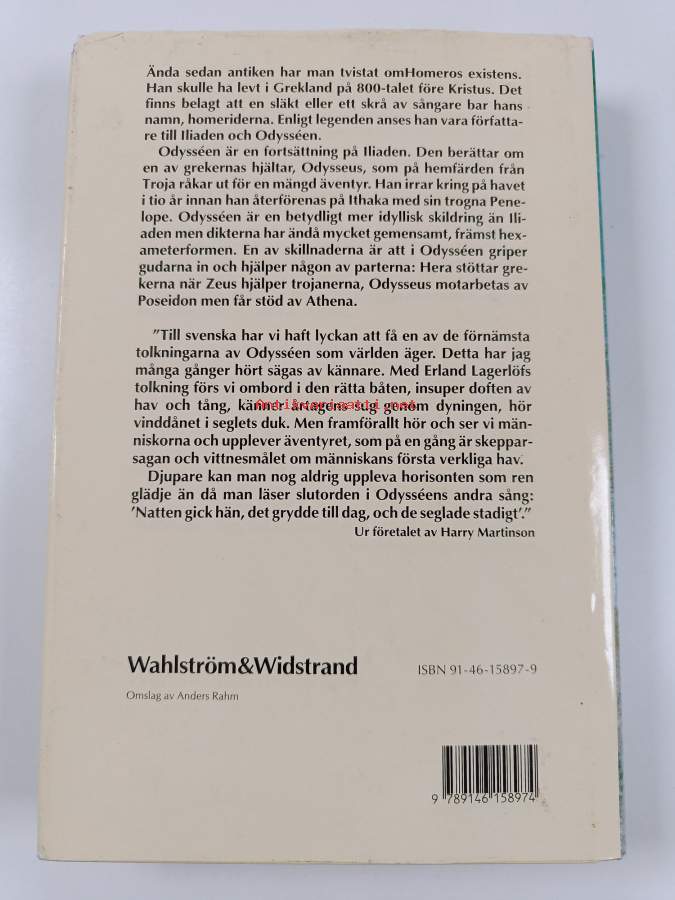 Ända sedan antiken har man tvistat omHomeros existens.
Han skulle ha levt i Grekland på 800-talet före Kristus. Det
finns belagt att en släkt eller ett skrå av sångare bar hans
namn, homeriderna. Enligt legenden anses han vara författa-
re till Iliaden och Odysséen.
Odysséen är en fortsättning på Iliaden. Den berättar om
en av grekernas hjältar, Odysseus, som på hemfärden från
Troja råkar ut för en mängd äventyr. Han irrar kring på havet
i tio år innan han återförenas på Ithaka med sin trogna Pene-
lope. Odysséen är en betydligt mer idyllisk skildring än Ili-
aden men dikterna har ändå mycket gemensamt, främst hex-
ameterformen. En av skillnaderna är att i Odysséen griper
gudarna in och hjälper någon av parterna: Hera stöttar gre-
kerna när Zeus hjälper trojanerna, Odysseus motarbetas av
Poseidon men får stöd av Athena.
”Till svenska har vi haft lyckan att få en av de förnämsta
tolkningarna av Odysséen som världen äger. Detta har jag
många gånger hört sägas av kännare. Med Erland Lagerlöfs
tolkning förs vi ombord i den rätta båten, insuper doften av
hav och tång, känner årtagens sug genom dyningen, hör
Antikvariaatti.net
vinddånet i seglets duk. Men framförallt hör och ser vi män-
niskorna och upplever äventyret, som på en gång är skeppar-
sagan och vittnesmålet om människans första verkliga hav.
Djupare kan man nog aldrig uppleva horisonten som ren
glädje än då man läser slutorden i Odysséens andra sång:
’Natten gick hän, det grydde till dag, och de seglade stadigt’.”
Ur företalet av Harry Martinson
Wahlström&Widstrand
ISBN 91-46-15897-9
Omslag av Anders Rahm
9 789146 158974